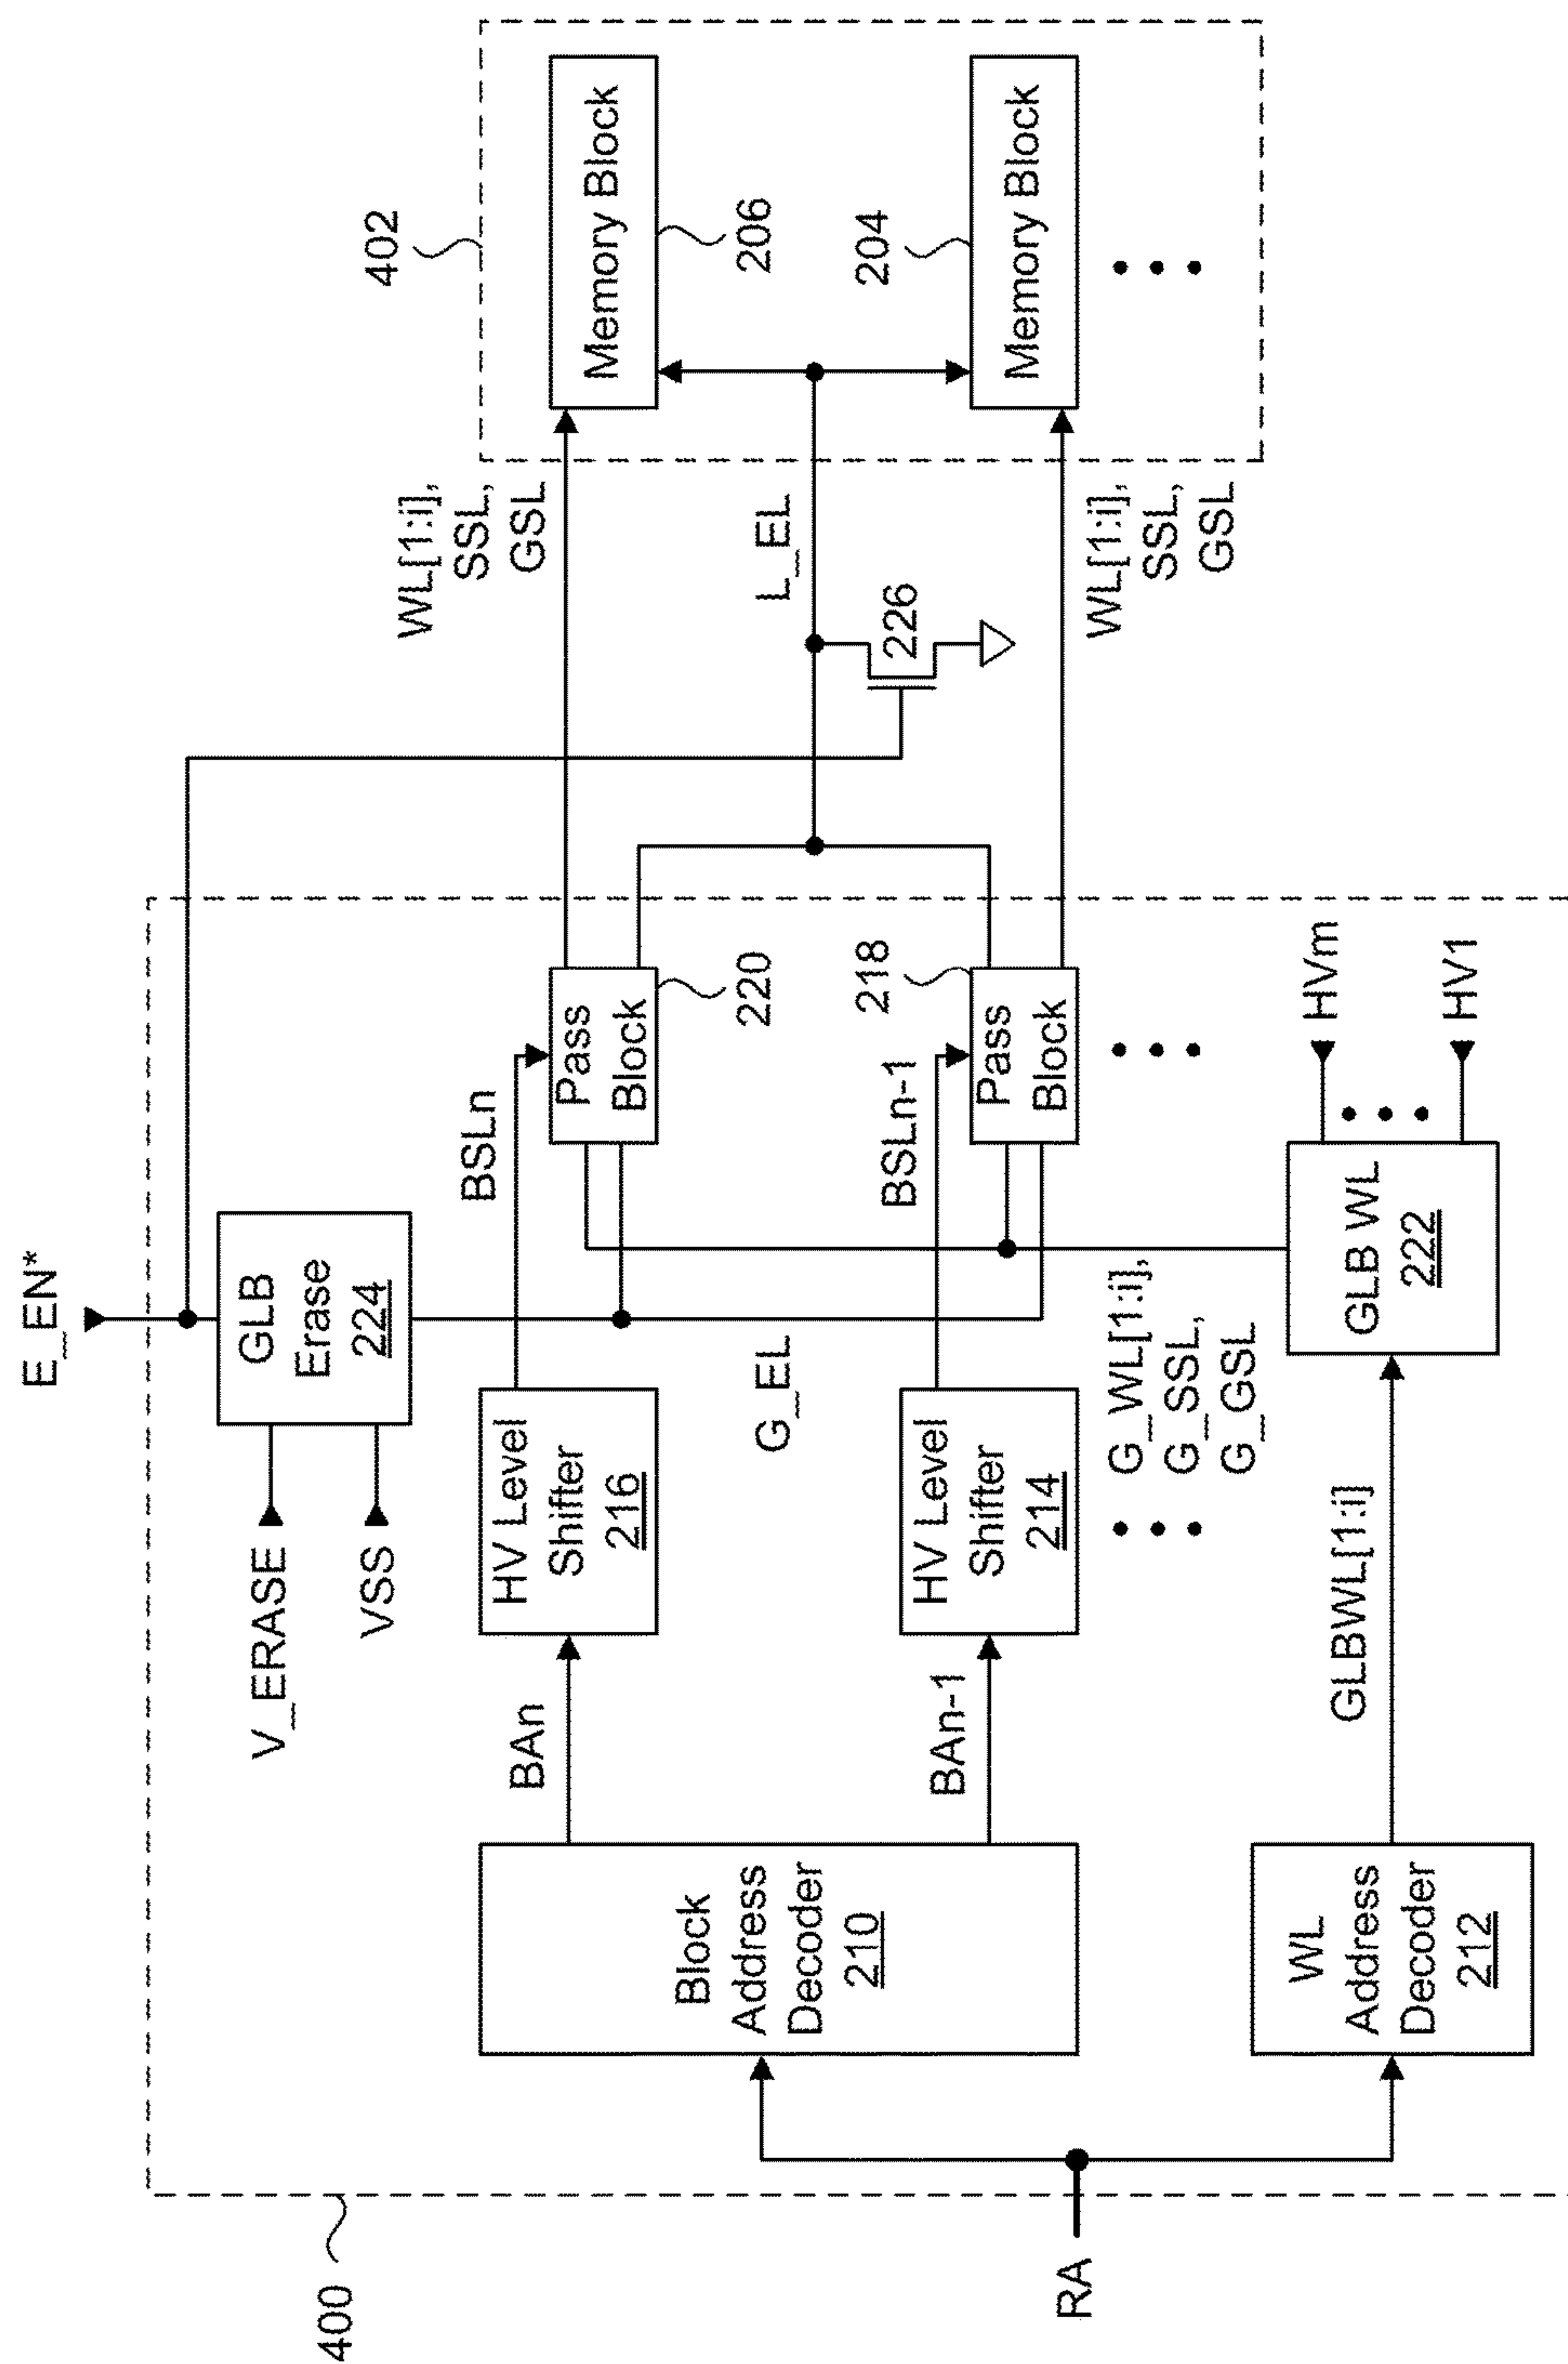 E_EN*
402
V_ERASE
VSS
GLB
Erase
224
BSLn
WL[1:i],
SSL,
GSL
Memory Block
206
BAn
HV Level
Shifter
216
Pass
Block
220
G_EL
L_EL
226
204
Memory Block
Block
Address
Decoder
210
BAn-1
HV Level
Shifter
214
BSLn-1
218
Pass
Block
WL[1:i],
SSL,
GSL
G_WL[1:i],
G_SSL,
G_GSL
WL
Address
Decoder
212
GLBWL[1:i]
GLB WL
222
HVm
HV1
RA
400